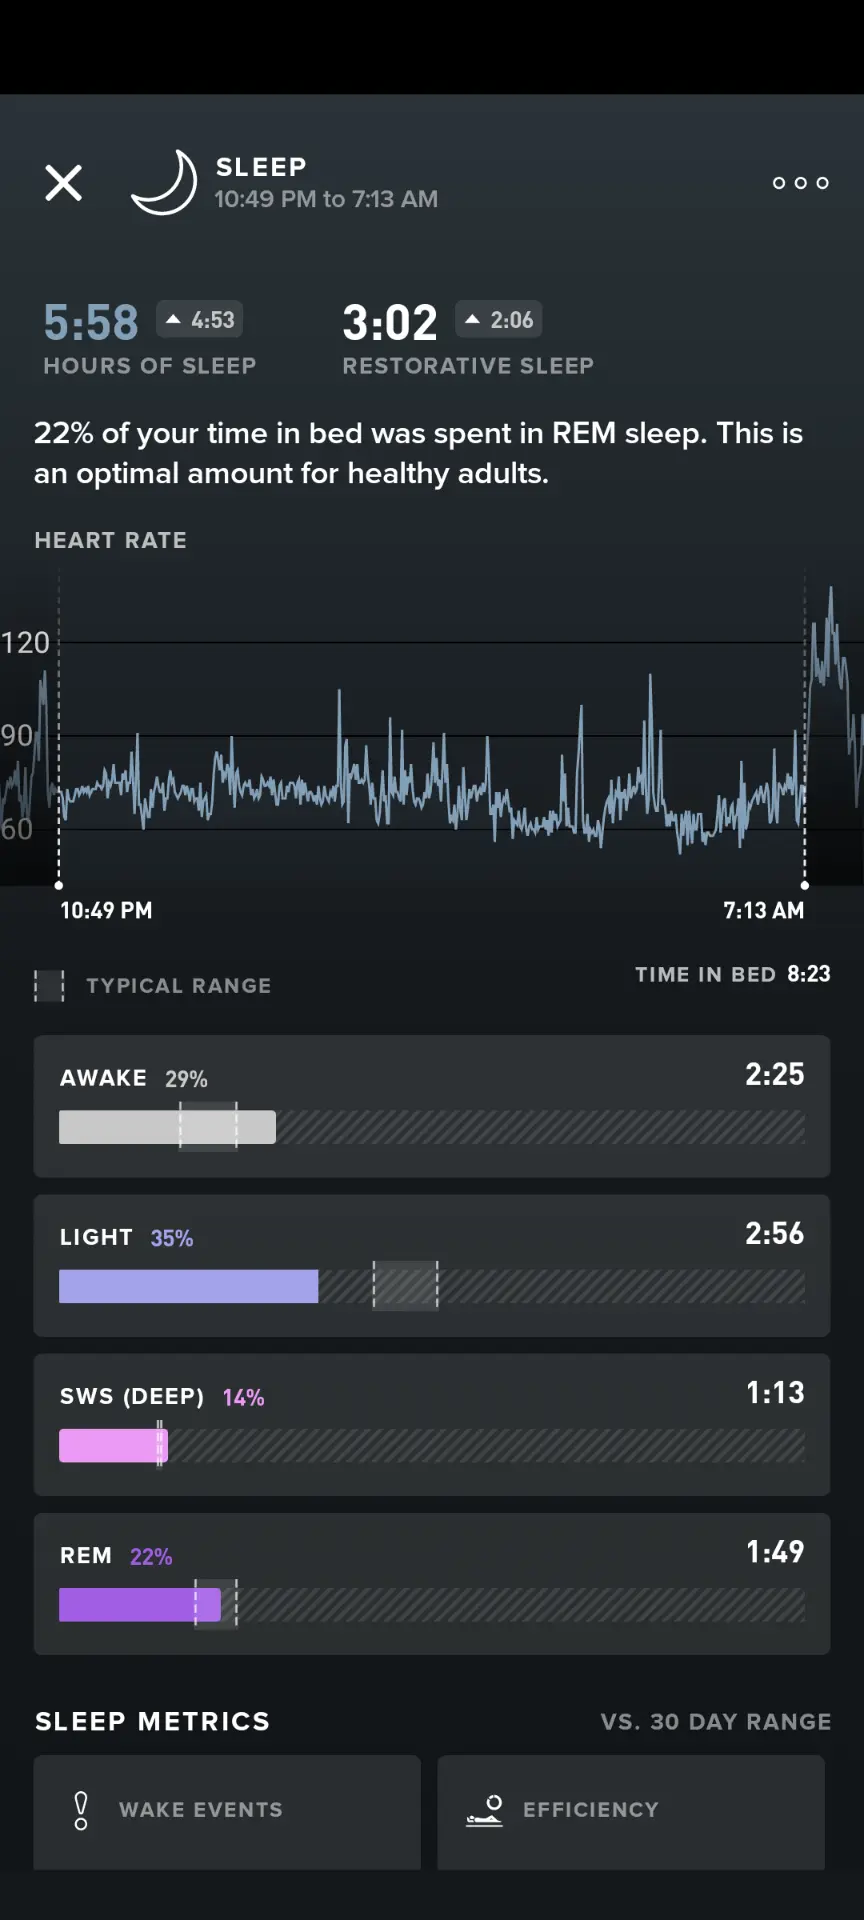 SLEEP
10:49 PM to 7:13 AM
5:58 ▲ 4:53
HOURS OF SLEEP
3:02 ▲ 2:06
RESTORATIVE SLEEP
22% of your time in bed was spent in REM sleep. This is
an optimal amount for healthy adults.
HEART RATE
120
90
60
10:49 PM
7:13 AM
TYPICAL RANGE
TIME IN BED 8:23
AWAKE 29% 2:25
LIGHT 35% 2:56
SWS (DEEP) 14% 1:13
REM 22% 1:49
SLEEP METRICS
VS. 30 DAY RANGE
WAKE EVENTS
EFFICIENCY